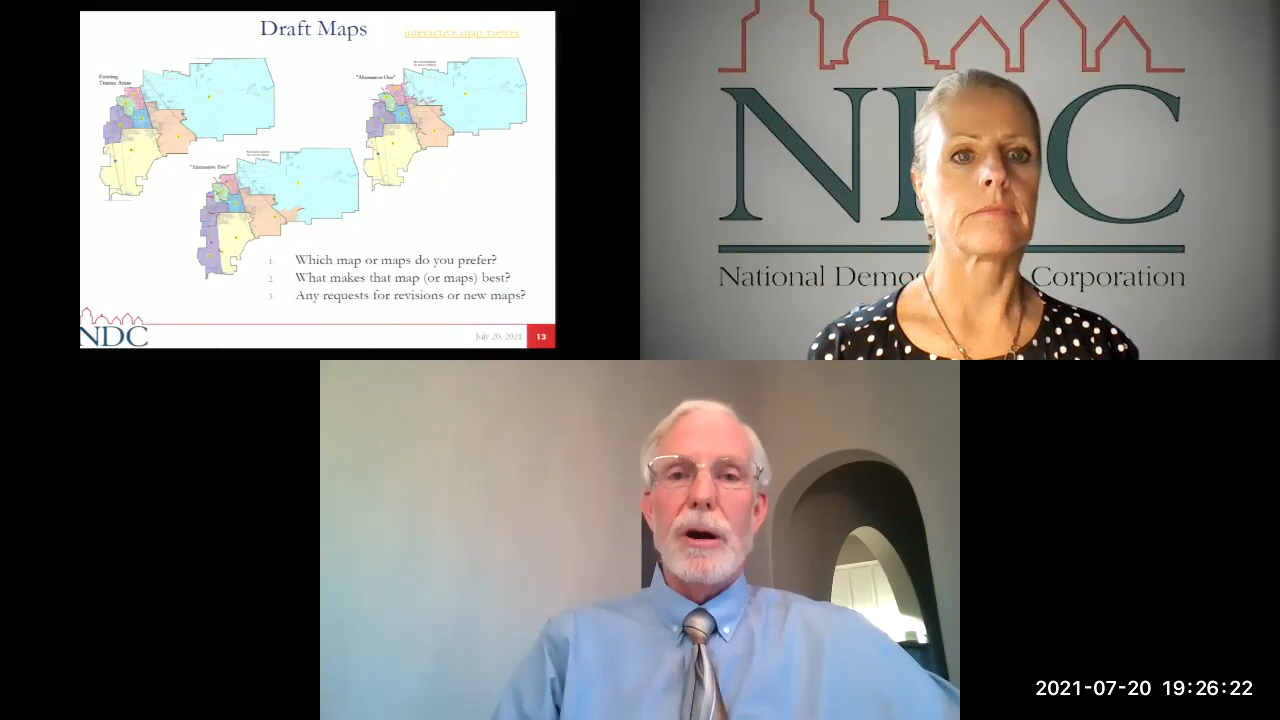 Draft Maps
interactive map viewer
Existing
Trustee Areas
"Alternative One"
"Alternative Two"
1. Which map or maps do you prefer?
2. What makes that map (or maps) best?
3. Any requests for revisions or new maps?
NDC
July 20, 2021
13
NDC
National Demo Corporation
2021-07-20 19:26:22